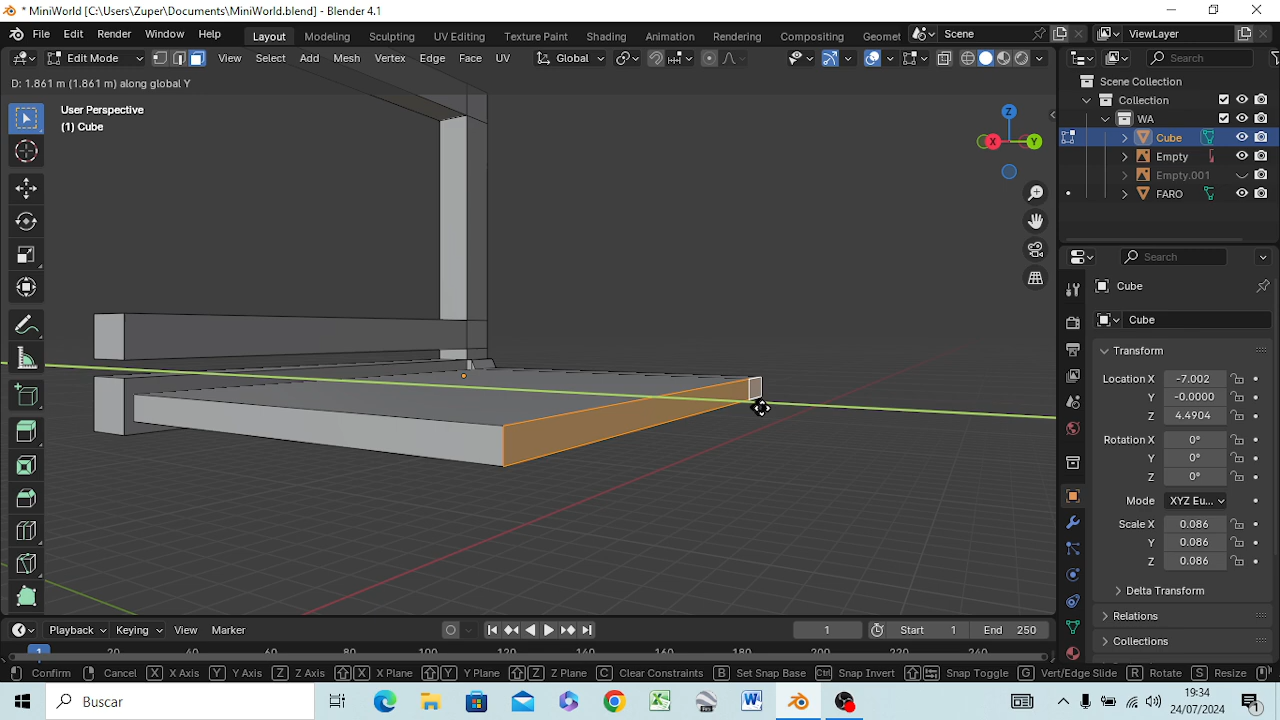 * MiniWorld [C:\Users\Zuper\Documents\MiniWorld.blend] - Blender 4.1
File Edit Render Window Help Layout Modeling Sculpting UV Editing Texture Paint Shading Animation Rendering Compositing Geomet Scene ViewLayer
Edit Mode View Select Add Mesh Vertex Edge Face UV Global Search
D: 1.861 m (1.861 m) along global Y
User Perspective
(1) Cube
Z
X
Y
Scene Collection
Collection
WA
Cube
Empty
Empty.001
FARO
Search
Cube
Cube
Transform
Location X -7.002
Y -0.0000
Z 4.4904
Rotation X 0°
Y 0°
Z 0°
Mode XYZ Eu...
Scale X 0.086
Y 0.086
Z 0.086
Delta Transform
Relations
Collections
Playback Keying View Marker 1 Start 1 End 250
1 20 40 60 80 100 120 140 160 180 200 220 240
Confirm Cancel X X Axis Y Y Axis Z Z Axis X X Plane Y Y Plane Z Z Plane C Clear Constraints B Set Snap Base Ctrl Snap Invert Snap Toggle G Vert/Edge Slide R Rotate S Resize
Buscar
19:34
24/07/2024
1